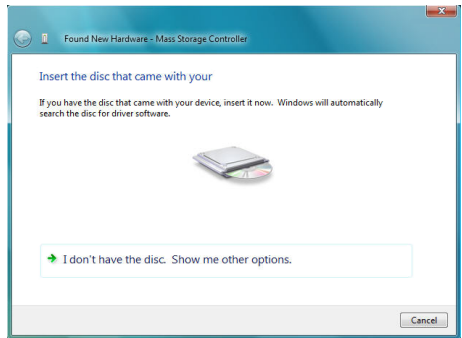 Found New Hardware - Mass Storage Controller
Insert the disc that came with your
If you have the disc that came with your device, insert it now. Windows will automatically
search the disc for driver software.
I don't have the disc. Show me other options.
Cancel